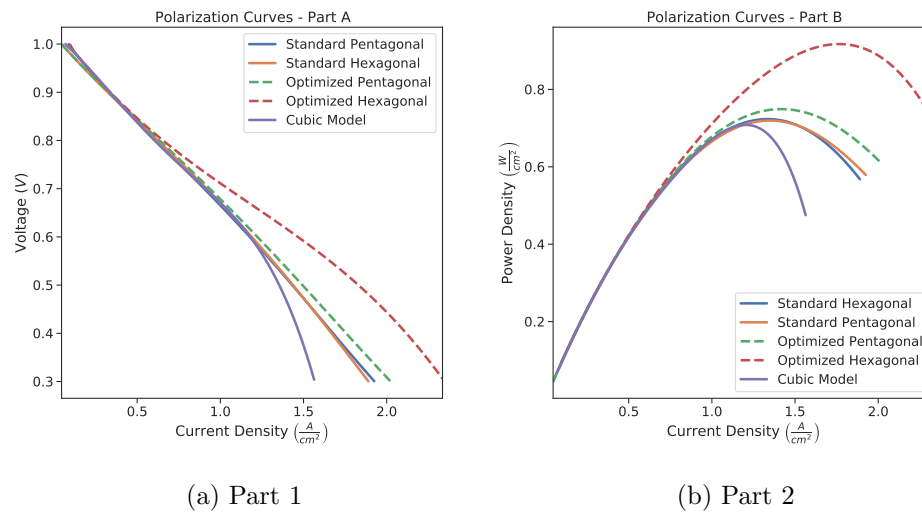 Polarization Curves - Part A
Voltage (V)
1.0
0.9
0.8
0.7
0.6
0.5
0.4
0.3
Standard Pentagonal
Standard Hexagonal
Optimized Pentagonal
Optimized Hexagonal
Cubic Model
0.5 1.0 1.5 2.0
Current Density (A/cm²)
(a) Part 1
Polarization Curves - Part B
Power Density (W/cm²)
0.8
0.6
0.4
0.2
Standard Hexagonal
Standard Pentagonal
Optimized Pentagonal
Optimized Hexagonal
Cubic Model
0.5 1.0 1.5 2.0
Current Density (A/cm²)
(b) Part 2